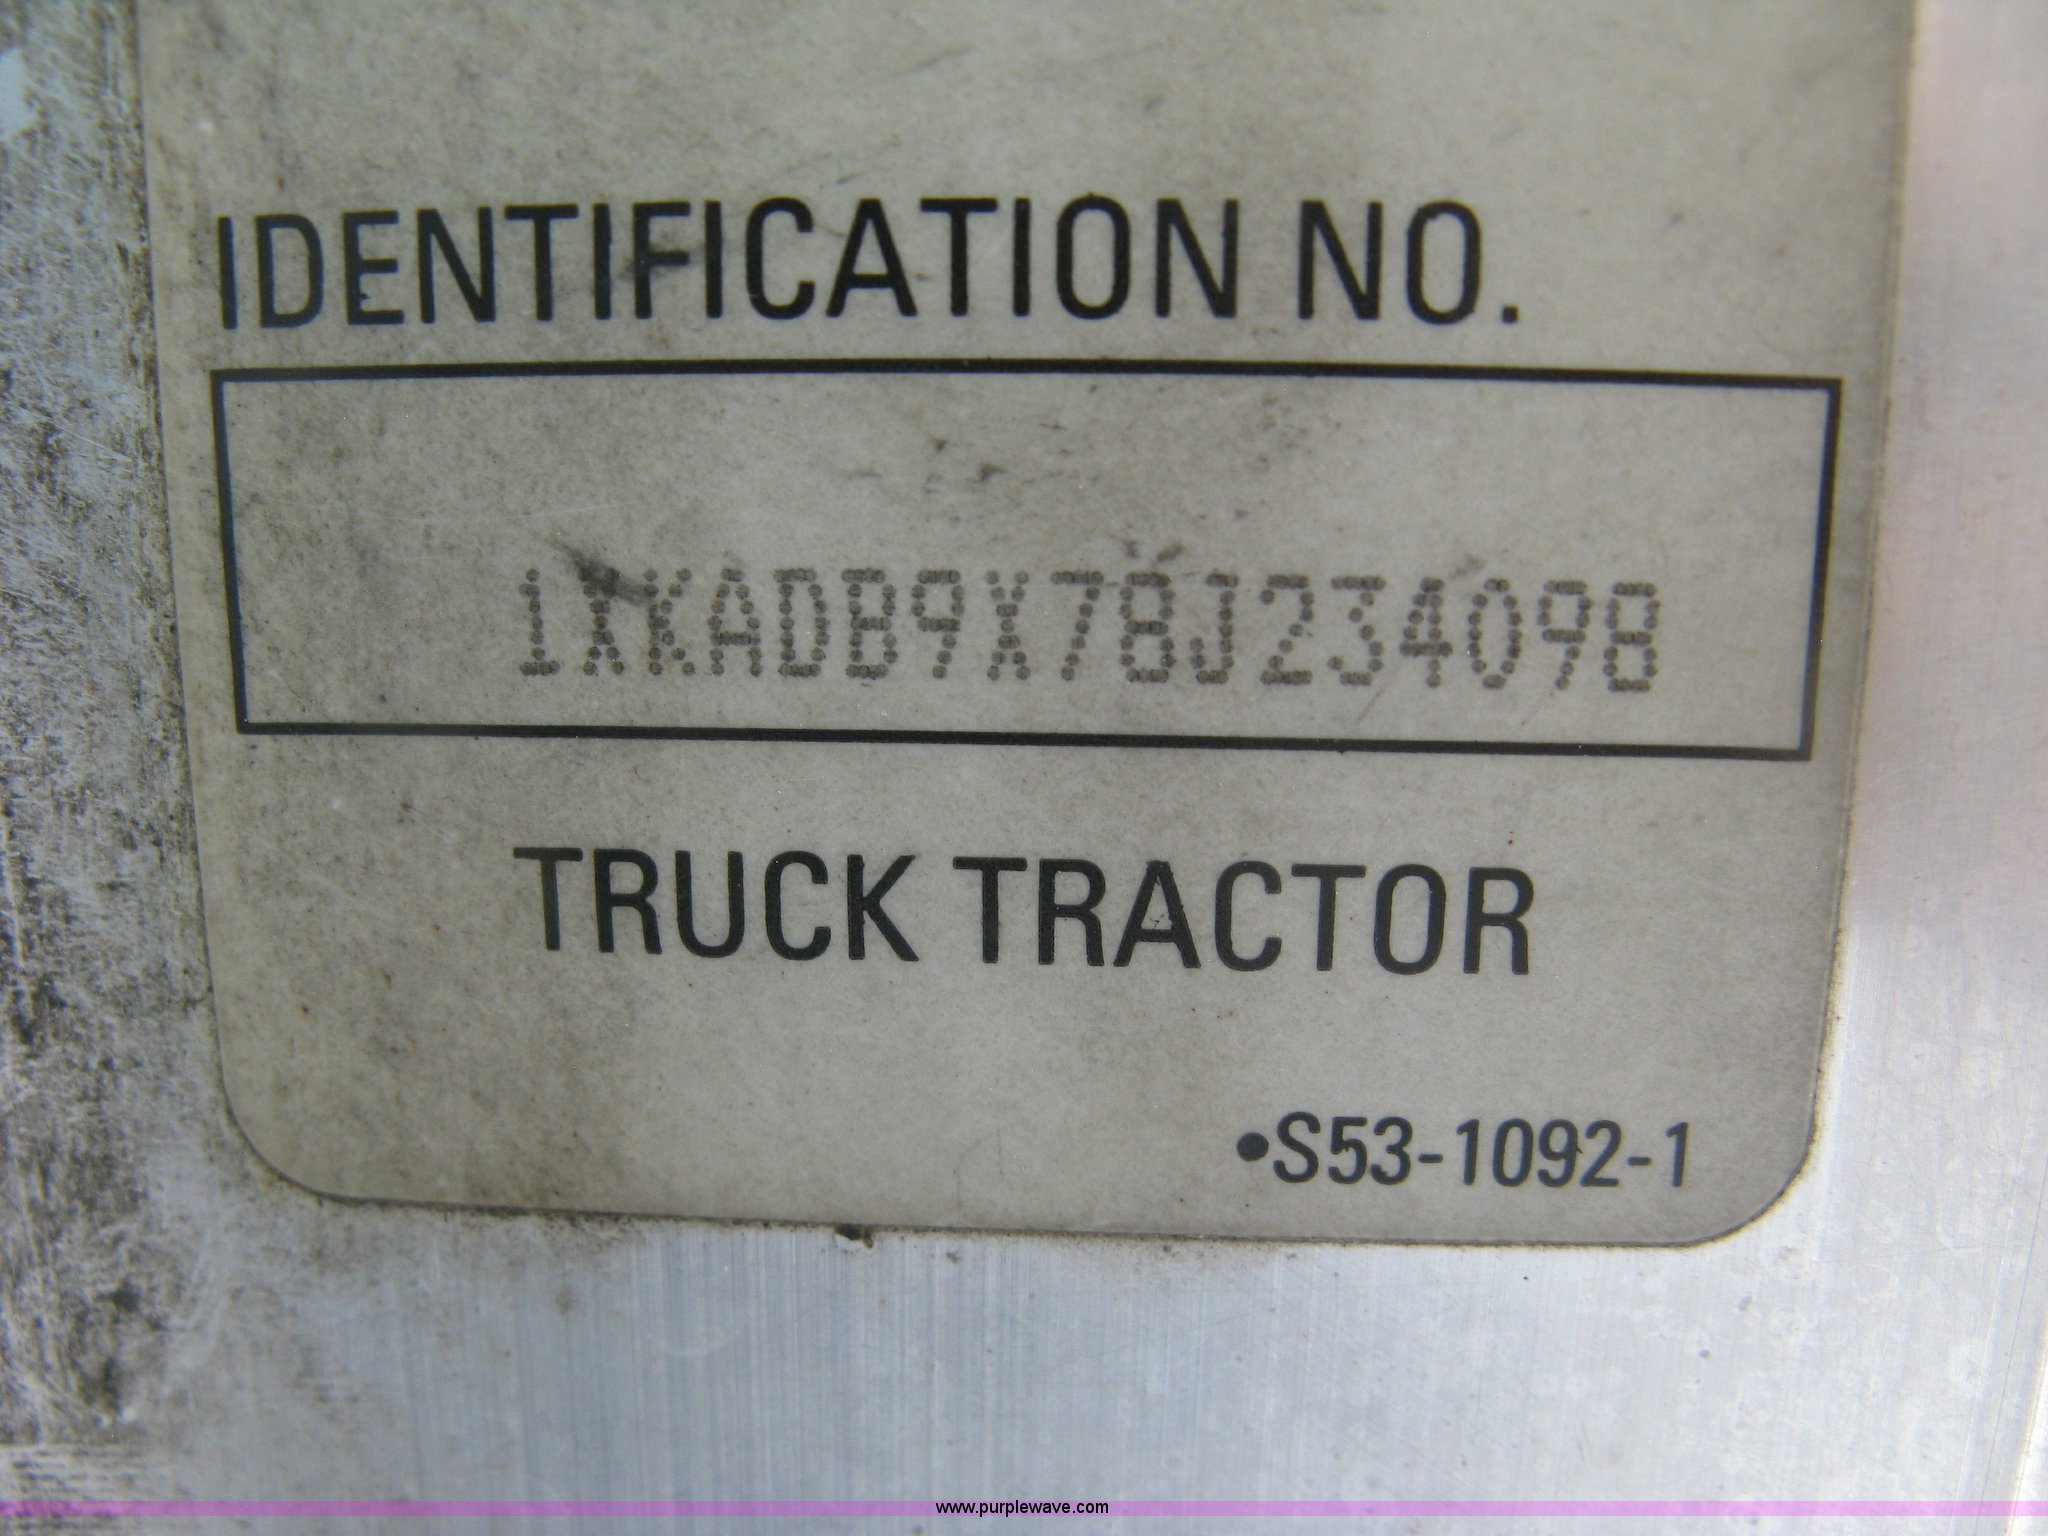 IDENTIFICATION NO.
1XKADB9X78J234098
TRUCK TRACTOR
•S53-1092-1
www.purplewave.com